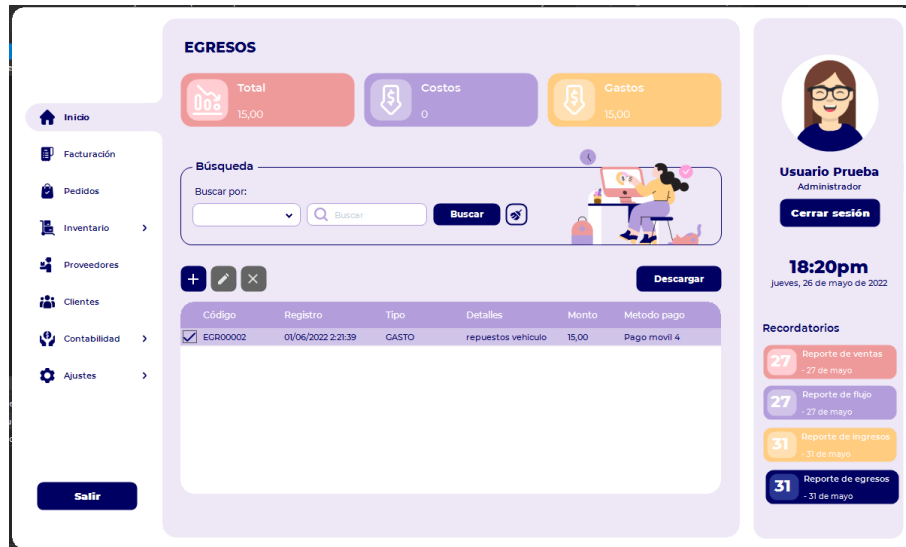 Inicio
Facturación
Pedidos
Inventario
Proveedores
Clientes
Contabilidad
Ajustes
Salir
EGRESOS
Total
15,00
Costos
0
Gastos
15,00
Búsqueda
Buscar por:
Buscar
Buscar
Descargar
Código Registro Tipo Detalles Monto Metodo pago
EGR00002 01/06/2022 2:21:39 GASTO repuestos vehiculo 15,00 Pago movil 4
Usuario Prueba
Administrador
Cerrar sesión
18:20pm
jueves, 26 de mayo de 2022
Recordatorios
27 Reporte de ventas
- 27 de mayo
27 Reporte de flujo
- 27 de mayo
31 Reporte de ingresos
- 31 de mayo
31 Reporte de egresos
- 31 de mayo